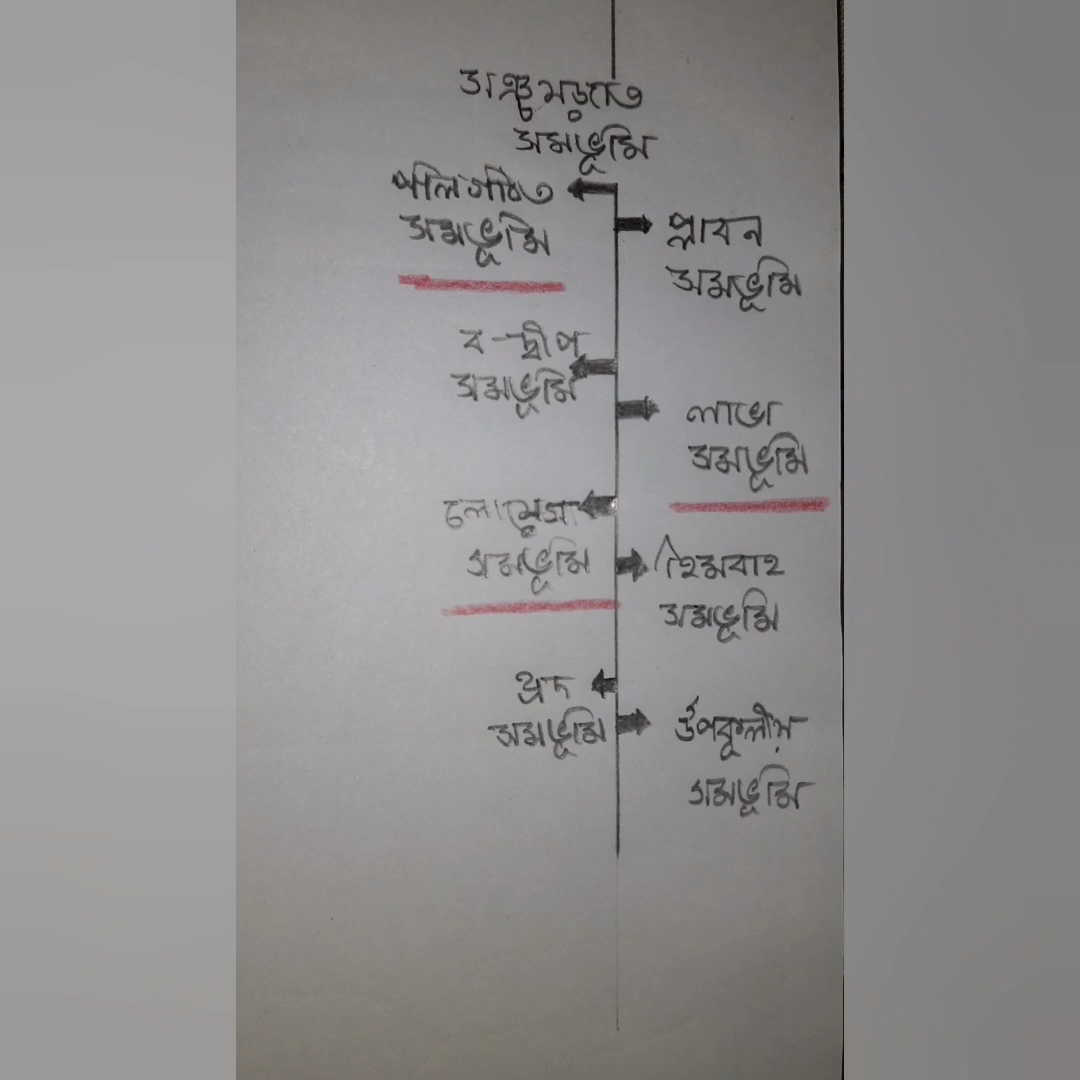 সঞ্চয়জাত
সমভূমি
পলিগঠিত
সমভূমি
প্লাবন
সমভূমি
ব-দ্বীপ
সমভূমি
লাভা
সমভূমি
লোয়েস
সমভূমি
হিমবাহ
সমভূমি
হ্রদ
সমভূমি
উপকূলীয়
সমভূমি